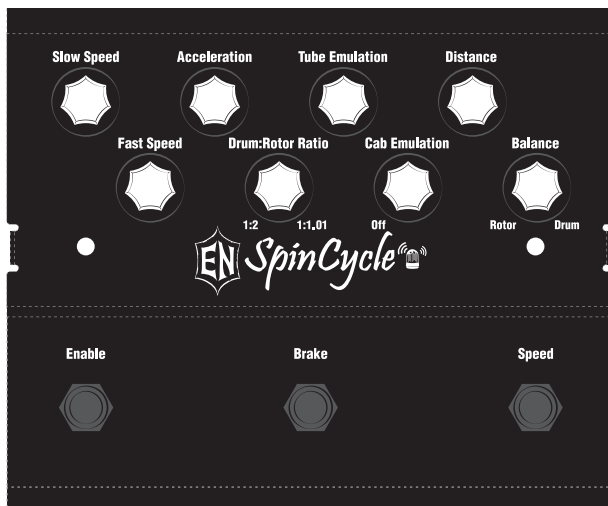 Slow Speed Acceleration Tube Emulation Distance
Fast Speed Drum:Rotor Ratio Cab Emulation Balance
1:2 1:1.01 Off Rotor Drum
EN SpinCycle
Enable Brake Speed